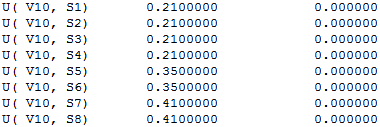 U( V10, S1)        0.2100000            0.000000
U( V10, S2)        0.2100000            0.000000
U( V10, S3)        0.2100000            0.000000
U( V10, S4)        0.2100000            0.000000
U( V10, S5)        0.3500000            0.000000
U( V10, S6)        0.3500000            0.000000
U( V10, S7)        0.4100000            0.000000
U( V10, S8)        0.4100000            0.000000